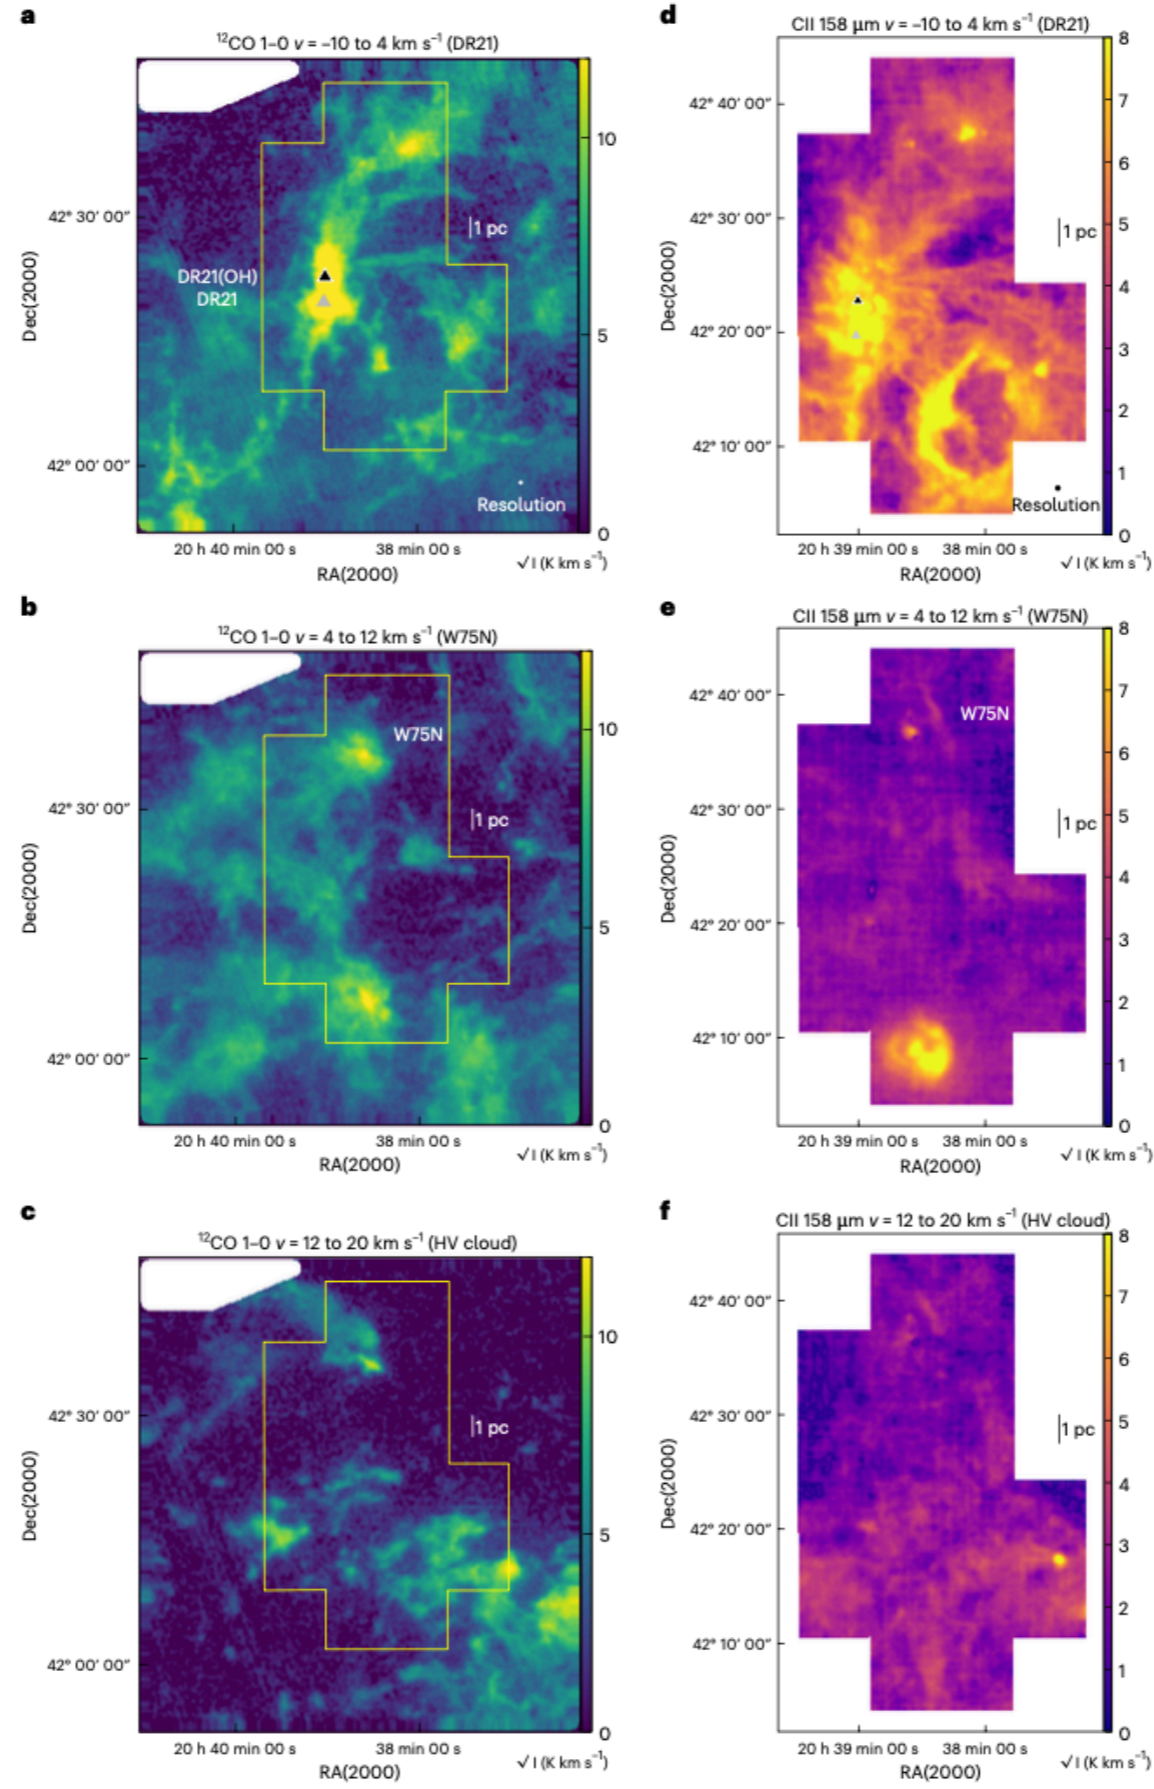 a
¹²CO 1–0 v = –10 to 4 km s⁻¹ (DR21)
10
5
0
42° 30′ 00″
42° 00′ 00″
Dec(2000)
DR21(OH)
DR21
1 pc
Resolution
20 h 40 min 00 s
38 min 00 s
RA(2000)
√ I (K km s⁻¹)
d
CII 158 μm v = –10 to 4 km s⁻¹ (DR21)
8
7
6
5
4
3
2
1
0
42° 40′ 00″
42° 30′ 00″
42° 20′ 00″
42° 10′ 00″
Dec(2000)
1 pc
Resolution
20 h 39 min 00 s
38 min 00 s
RA(2000)
√ I (K km s⁻¹)
b
¹²CO 1–0 v = 4 to 12 km s⁻¹ (W75N)
W75N
10
5
0
42° 30′ 00″
42° 00′ 00″
Dec(2000)
1 pc
20 h 40 min 00 s
38 min 00 s
RA(2000)
√ I (K km s⁻¹)
e
CII 158 μm v = 4 to 12 km s⁻¹ (W75N)
W75N
8
7
6
5
4
3
2
1
0
42° 40′ 00″
42° 30′ 00″
42° 20′ 00″
42° 10′ 00″
Dec(2000)
1 pc
20 h 39 min 00 s
38 min 00 s
RA(2000)
√ I (K km s⁻¹)
c
¹²CO 1–0 v = 12 to 20 km s⁻¹ (HV cloud)
10
5
0
42° 30′ 00″
42° 00′ 00″
Dec(2000)
1 pc
20 h 40 min 00 s
38 min 00 s
RA(2000)
√ I (K km s⁻¹)
f
CII 158 μm v = 12 to 20 km s⁻¹ (HV cloud)
8
7
6
5
4
3
2
1
0
42° 40′ 00″
42° 30′ 00″
42° 20′ 00″
42° 10′ 00″
Dec(2000)
1 pc
20 h 39 min 00 s
38 min 00 s
RA(2000)
√ I (K km s⁻¹)